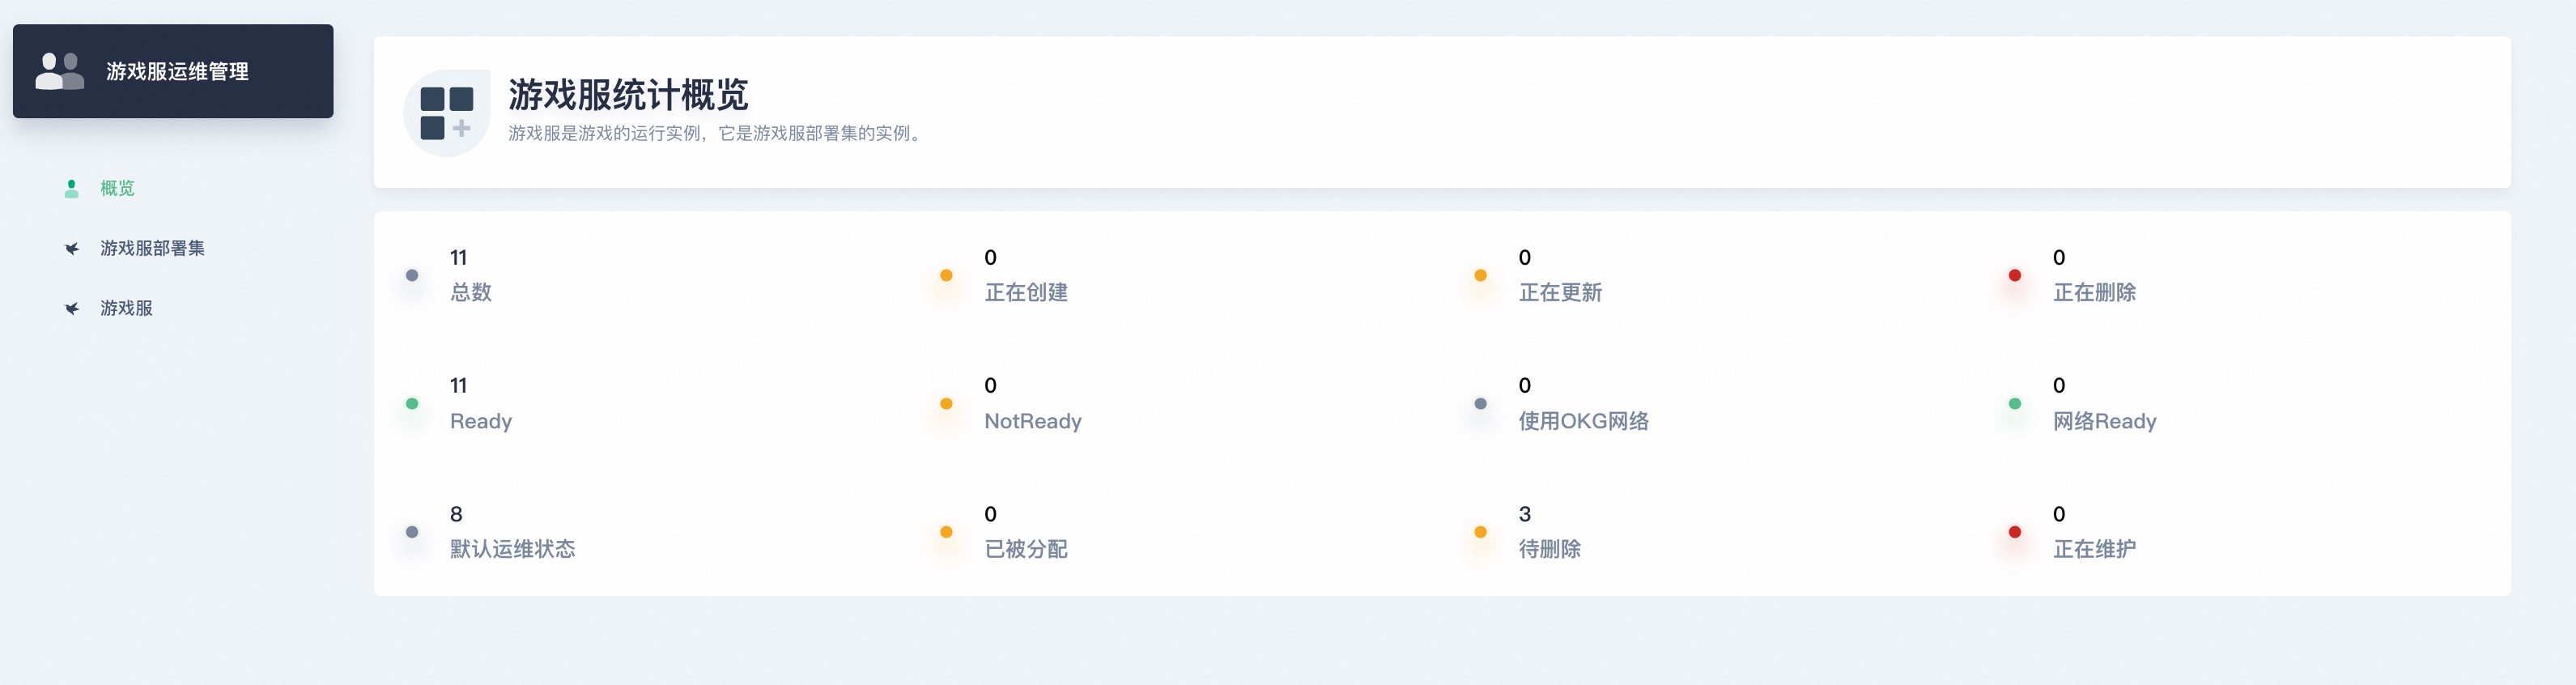 游戏服运维管理
概览
游戏服部署集
游戏服
游戏服统计概览
游戏服是游戏的运行实例，它是游戏服部署集的实例。
11
总数
0
正在创建
0
正在更新
0
正在删除
11
Ready
0
NotReady
0
使用OKG网络
0
网络Ready
8
默认运维状态
0
已被分配
3
待删除
0
正在维护